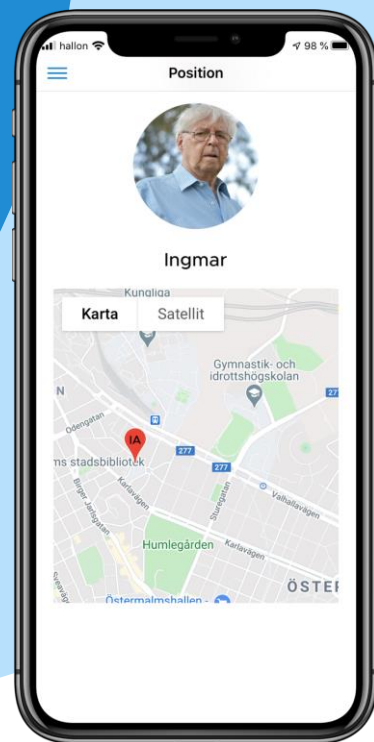 hallon
98 %
Position
Ingmar
Kungliga
Karta
Satellit
Gymnastik- och
idrottshögskolan
N
27
Odengatan
IA
277
ms stadsbibliotek
277
Karlavägen
Birger Jarlsgatan
Sturegatan
Valhallavägen
Humlegården
Karlavägen
Sveaväg
ÖSTER
Östermalmshallen -